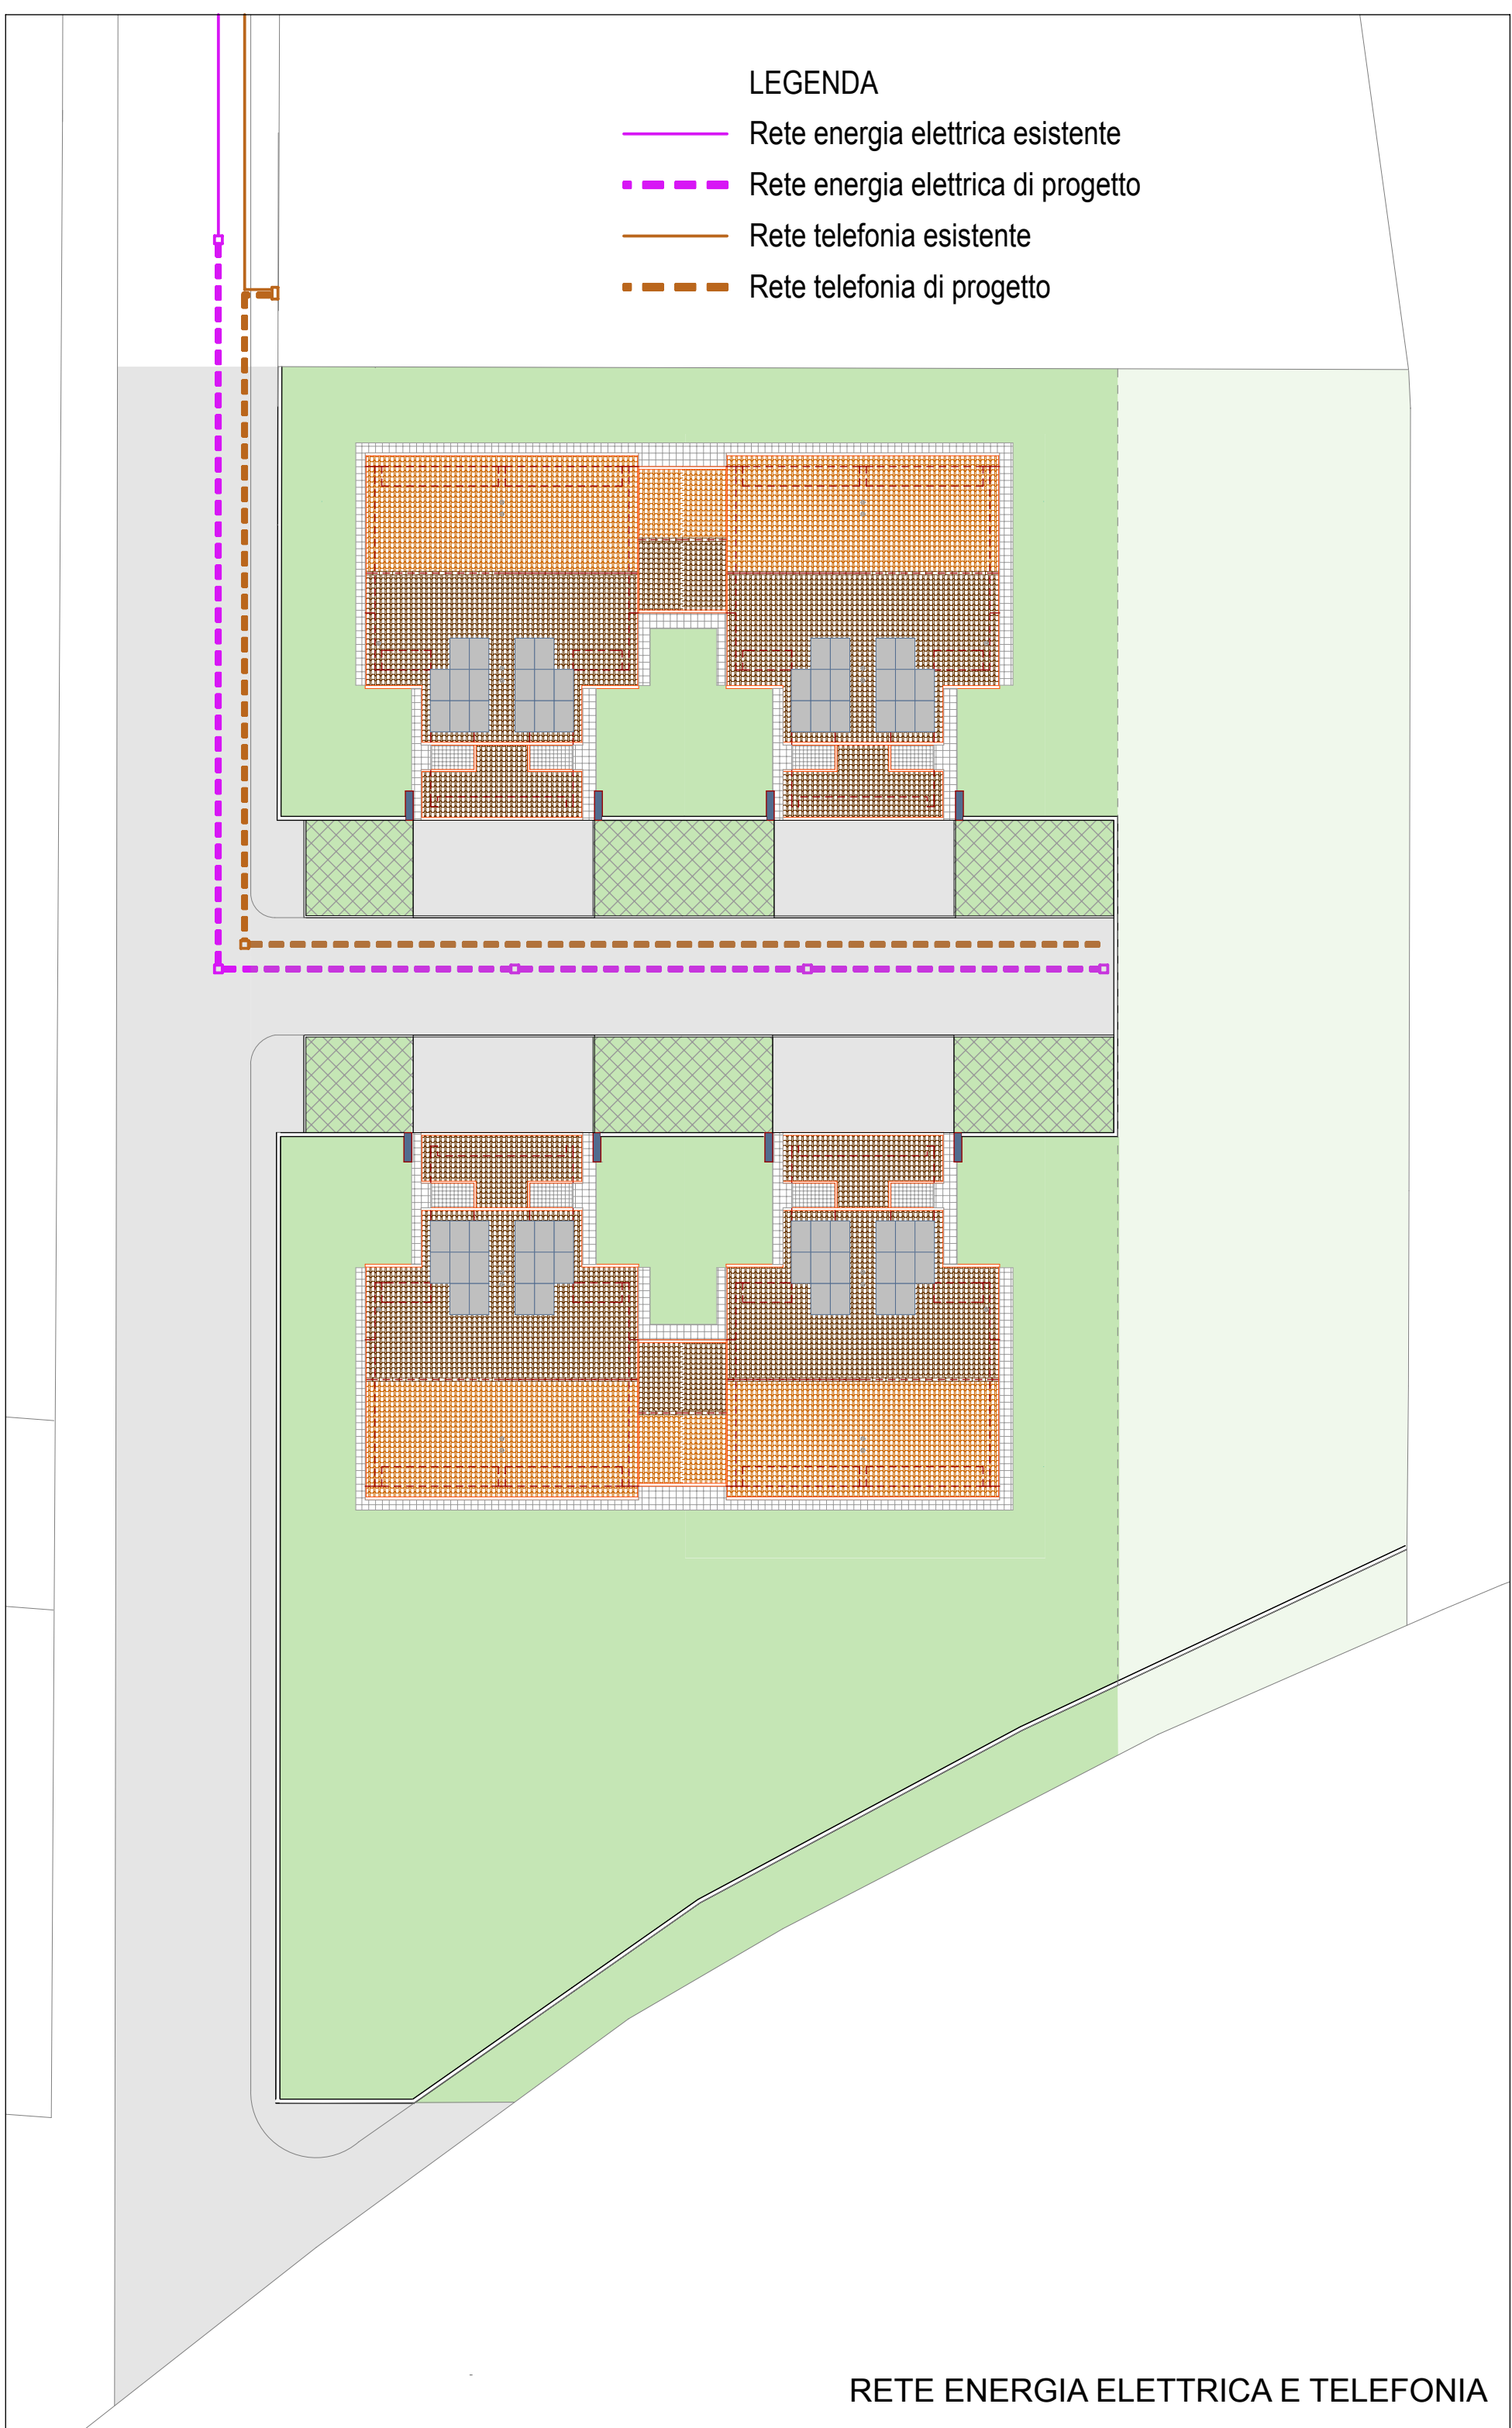 LEGENDA
Rete energia elettrica esistente
Rete energia elettrica di progetto
Rete telefonia esistente
Rete telefonia di progetto
RETE ENERGIA ELETTRICA E TELEFONIA